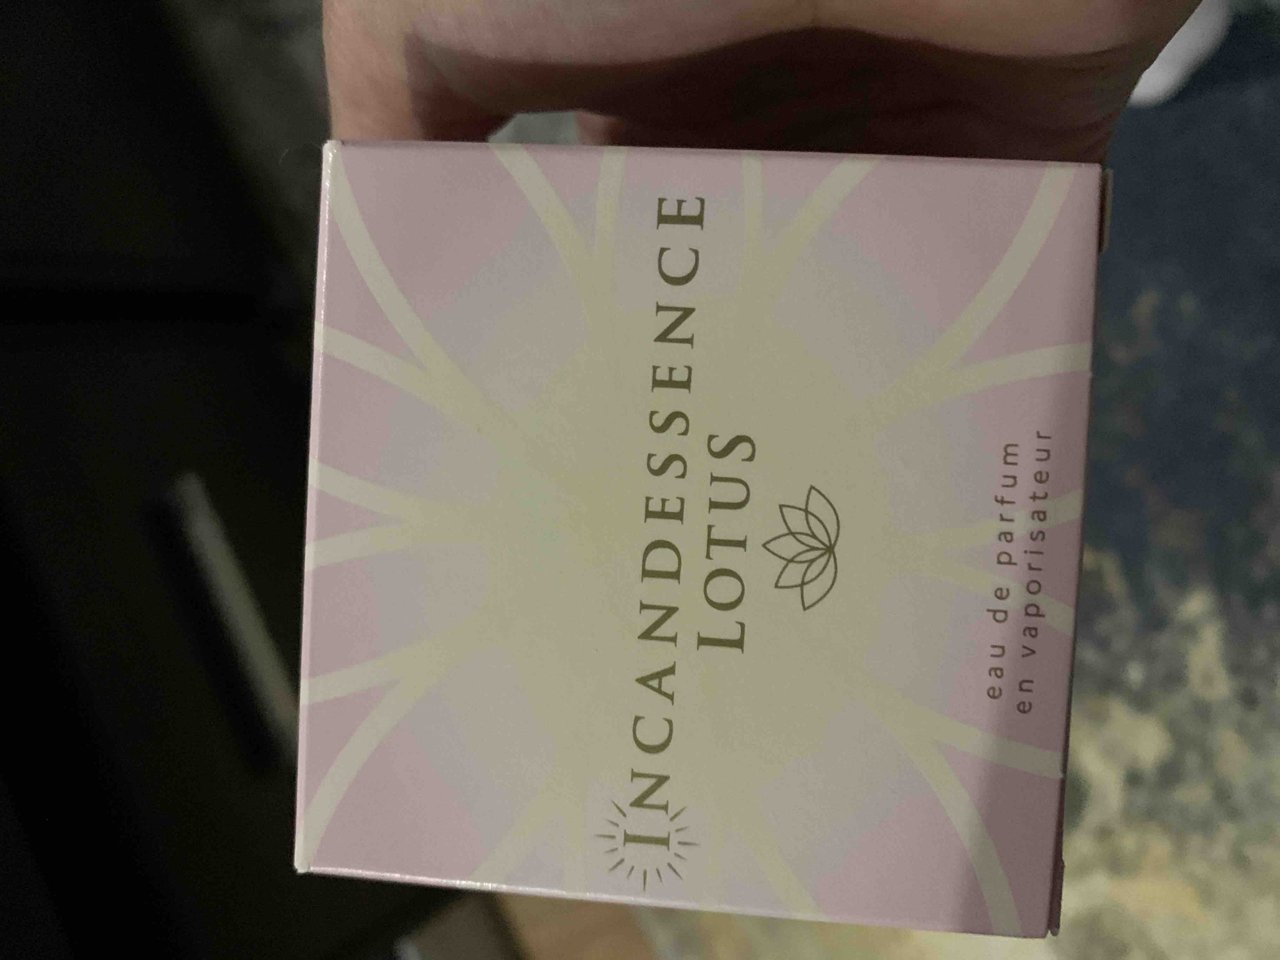 INCANDESSENCE
LOTUS
eau de parfum
en vaporisateur